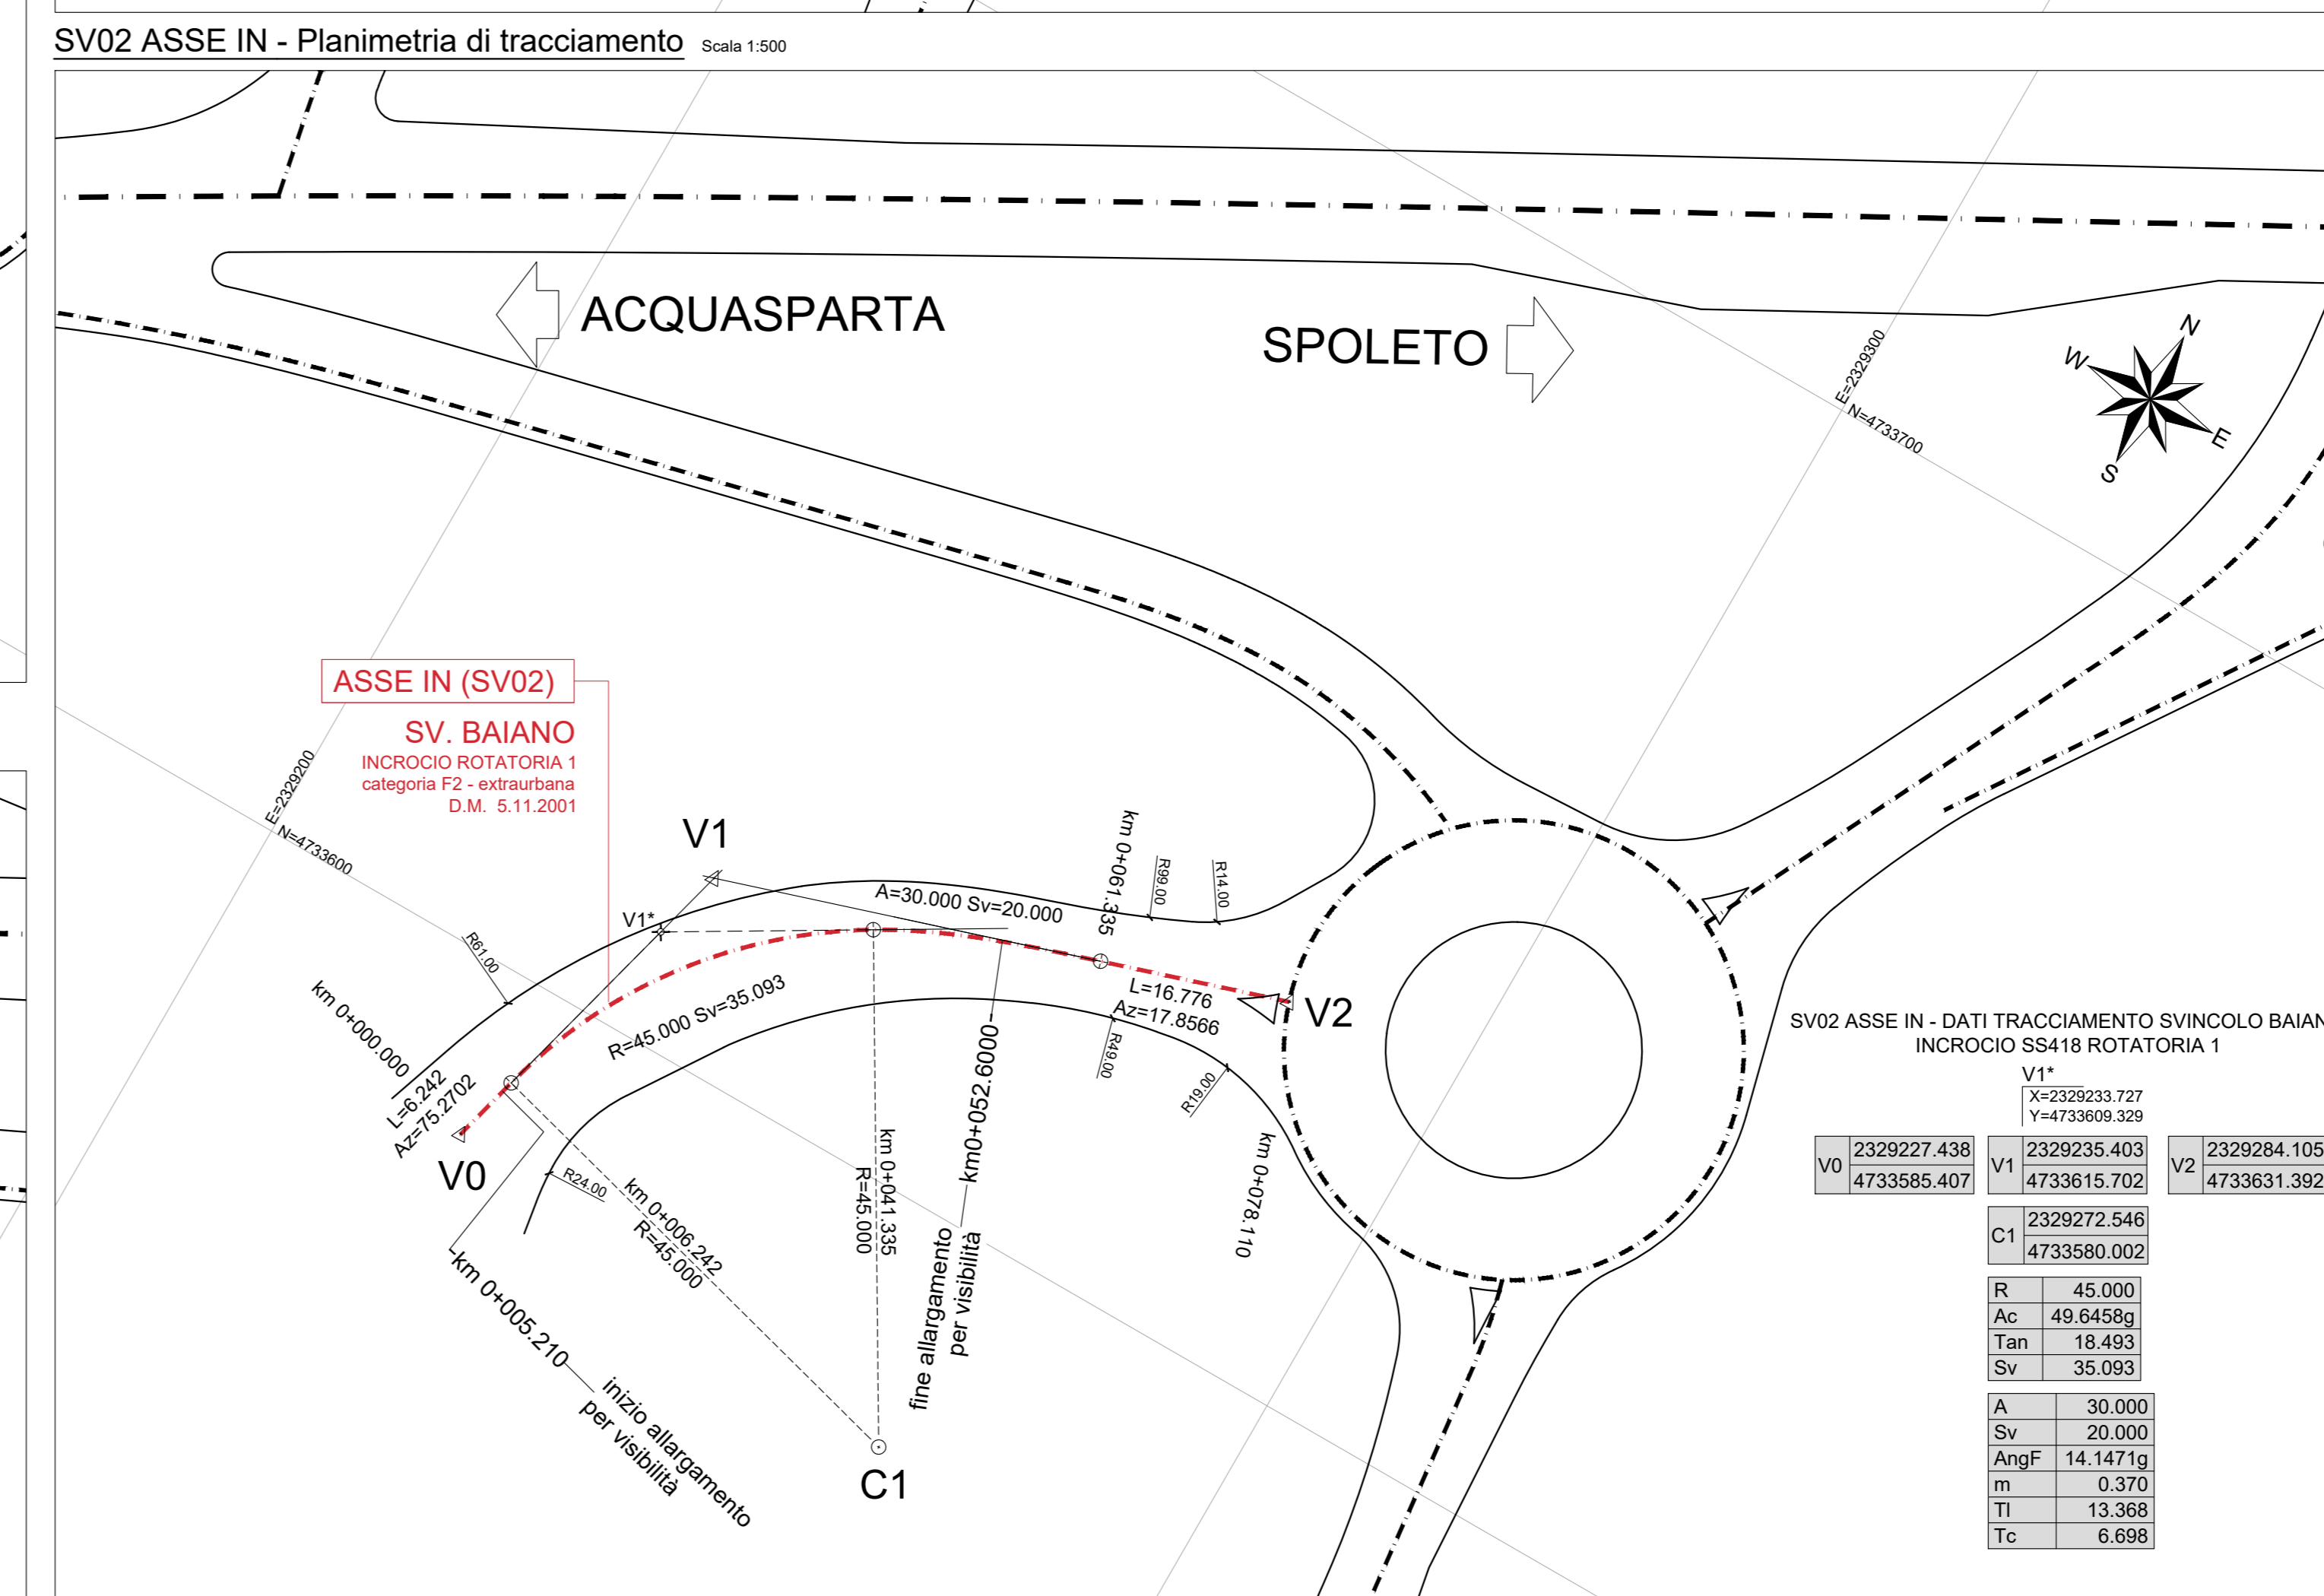 SV02 ASSE IN - Planimetria di tracciamento Scala 1:500
ACQUASPARTA
SPOLETO
E=2329300
N=4733700
N
W
E
S
ASSE IN (SV02)
SV. BAIANO
INCROCIO ROTATORIA 1
categoria F2 - extraurbana
D.M. 5.11.2001
E=2329200
N=4733600
V1
V1*
R61.00
A=30.000 Sv=20.000
km 0+061.335
R99.00
R14.00
km 0+000.000
L=6.242
Az=75.2702
V0
R=45.000 Sv=35.093
L=16.776
Az=17.8566
V2
R49.00
R19.00
R24.00
km 0+006.242
R=45.000
km 0+041.335
R=45.000
km0+052.6000
fine allargamento
per visibilità
km 0+078.110
km 0+005.210
inizio allargamento
per visibilità
C1
SV02 ASSE IN - DATI TRACCIAMENTO SVINCOLO BAIAN
INCROCIO SS418 ROTATORIA 1
V1*
X=2329233.727
Y=4733609.329
V0 2329227.438
4733585.407
V1 2329235.403
4733615.702
V2 2329284.105
4733631.392
C1 2329272.546
4733580.002
R 45.000
Ac 49.6458g
Tan 18.493
Sv 35.093
A 30.000
Sv 20.000
AngF 14.1471g
m 0.370
Tl 13.368
Tc 6.698